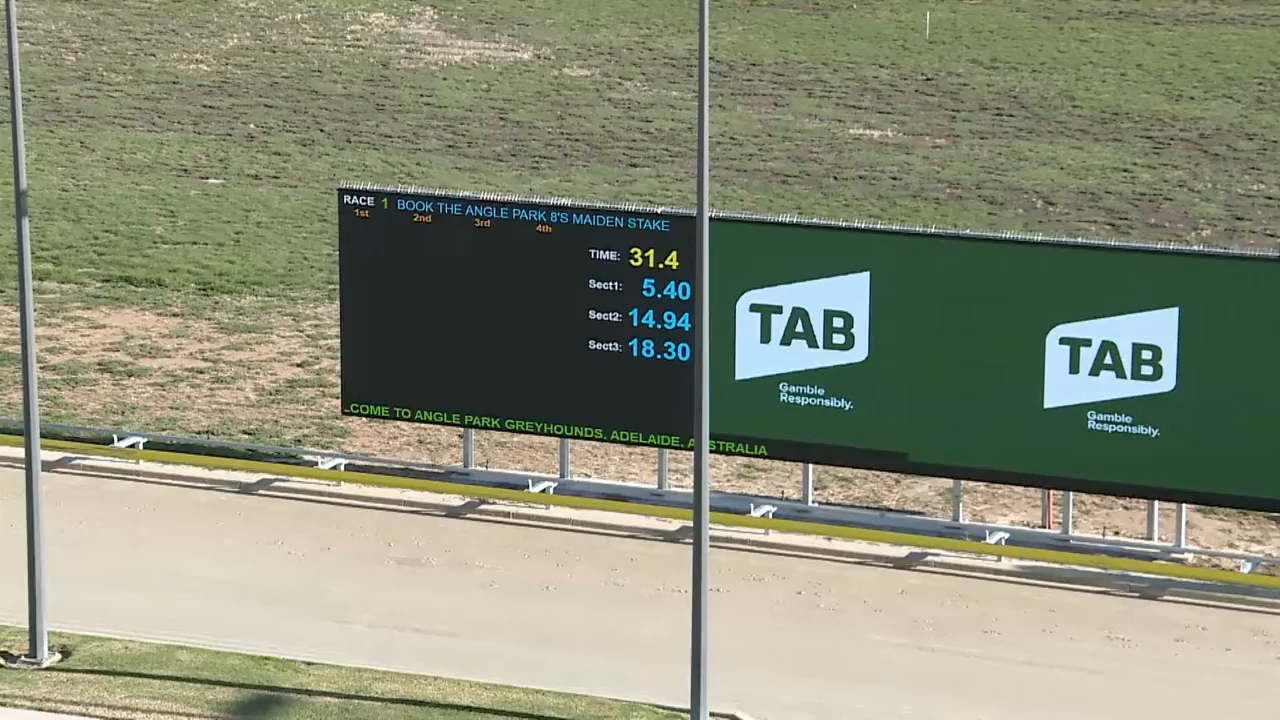 RACE 1 BOOK THE ANGLE PARK 8'S MAIDEN STAKE
1st 2nd 3rd 4th
TIME: 31.4
Sect1: 5.40
Sect2: 14.94
Sect3: 18.30
COME TO ANGLE PARK GREYHOUNDS. ADELAIDE. A STRALIA
TAB
Gamble
Responsibly.
TAB
Gamble
Responsibly.